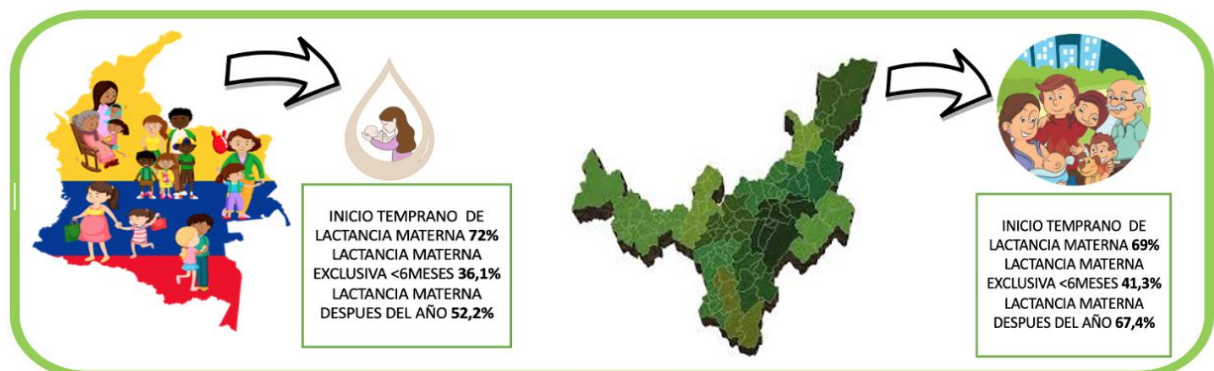 INICIO TEMPRANO DE
LACTANCIA MATERNA 72%
LACTANCIA MATERNA
EXCLUSIVA <6MESES 36,1%
LACTANCIA MATERNA
DESPUES DEL AÑO 52,2%
INICIO TEMPRANO DE
LACTANCIA MATERNA 69%
LACTANCIA MATERNA
EXCLUSIVA <6MESES 41,3%
LACTANCIA MATERNA
DESPUES DEL AÑO 67,4%